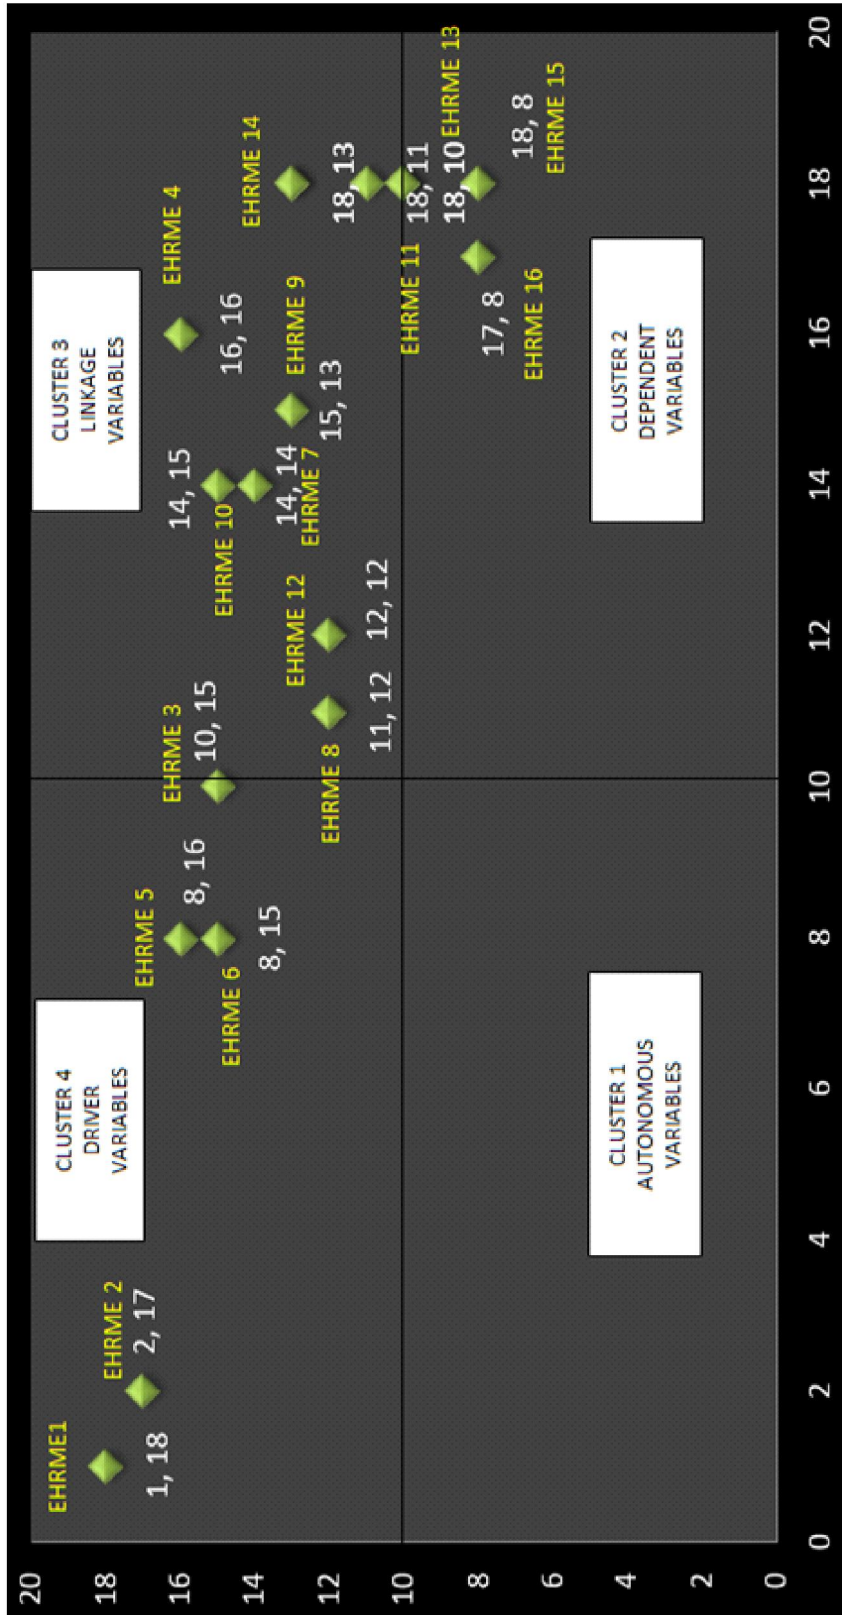 20
18
16
14
12
10
8
6
4
2
0
0
2
4
6
8
10
12
14
16
18
20
CLUSTER 4
DRIVER
VARIABLES
CLUSTER 3
LINKAGE
VARIABLES
CLUSTER 1
AUTONOMOUS
VARIABLES
CLUSTER 2
DEPENDENT
VARIABLES
EHRME1
1, 18
EHRME 2
2, 17
EHRME 5
8, 16
EHRME 6
8, 15
EHRME 3
10, 15
EHRME 8
11, 12
EHRME 12
12, 12
14, 15
EHRME 10
14, 14
EHRME 7
EHRME 9
15, 13
EHRME 4
16, 16
EHRME 14
18, 13
EHRME 11
18, 11
18, 10
EHRME 13
17, 8
EHRME 16
18, 8
EHRME 15